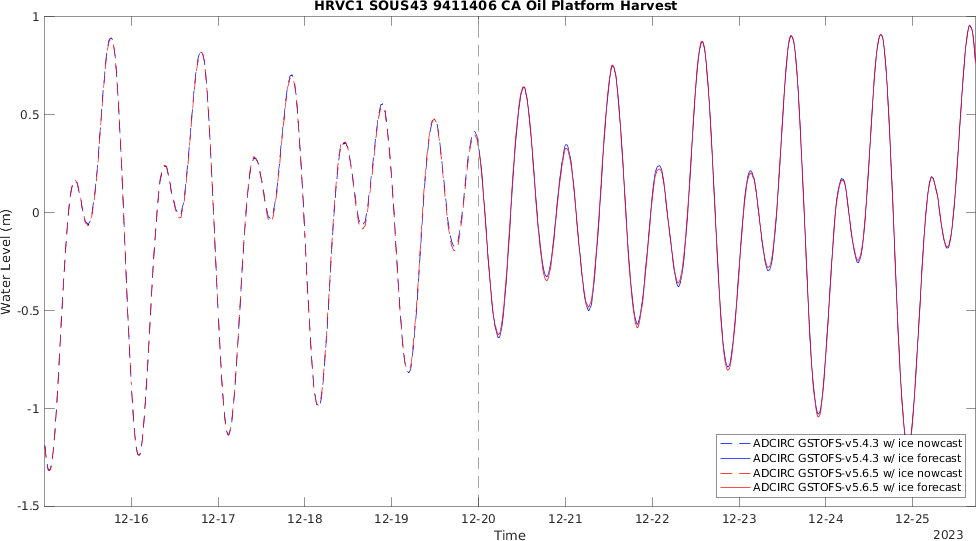 HRVC1 SOUS43 9411406 CA Oil Platform Harvest
1
0.5
0
-0.5
-1
-1.5
Water Level (m)
12-16 12-17 12-18 12-19 12-20 12-21 12-22 12-23 12-24 12-25
Time
2023
ADCIRC GSTOFS-v5.4.3 w/ ice nowcast
ADCIRC GSTOFS-v5.4.3 w/ ice forecast
ADCIRC GSTOFS-v5.6.5 w/ ice nowcast
ADCIRC GSTOFS-v5.6.5 w/ ice forecast